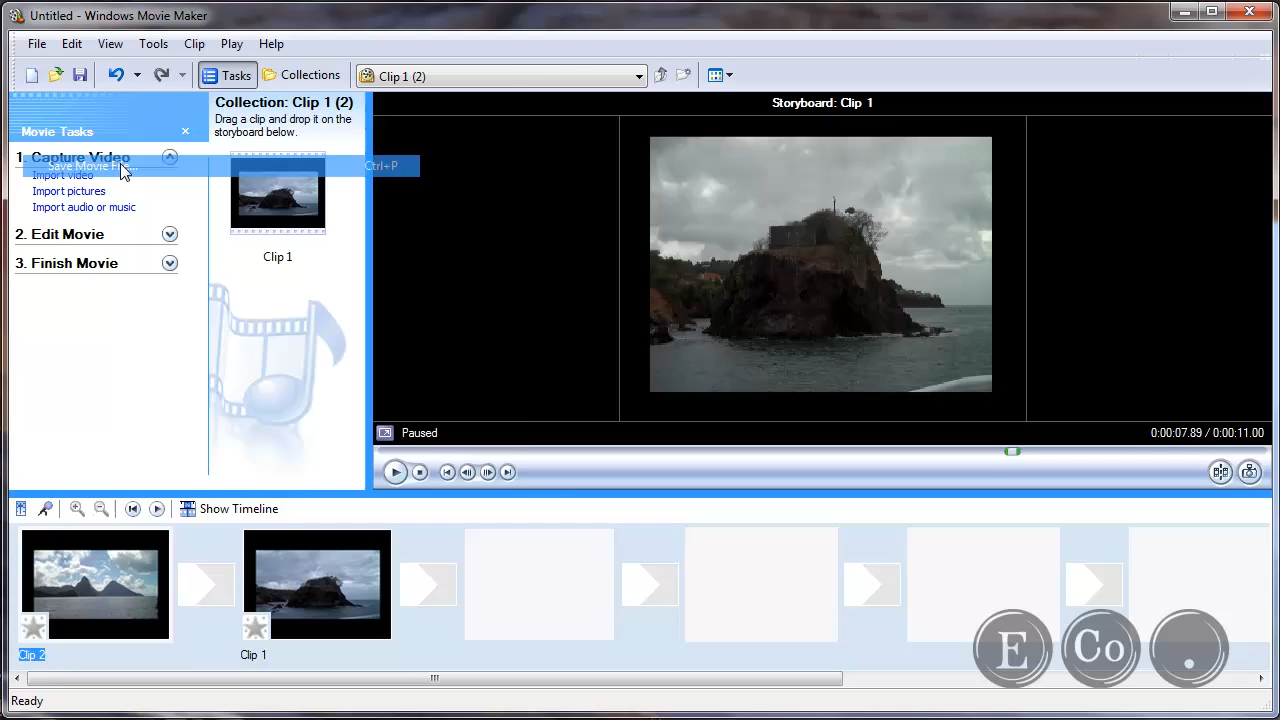 Untitled - Windows Movie Maker
File Edit View Tools Clip Play Help
Tasks Collections Clip 1 (2)
Movie Tasks
1. Capture Video
Save Movie File... Ctrl+P
Import video
Import pictures
Import audio or music
2. Edit Movie
3. Finish Movie
Collection: Clip 1 (2)
Drag a clip and drop it on the
storyboard below.
Clip 1
Storyboard: Clip 1
Paused 0:00:07.89 / 0:00:11.00
Show Timeline
Clip 2 Clip 1
E Co .
Ready